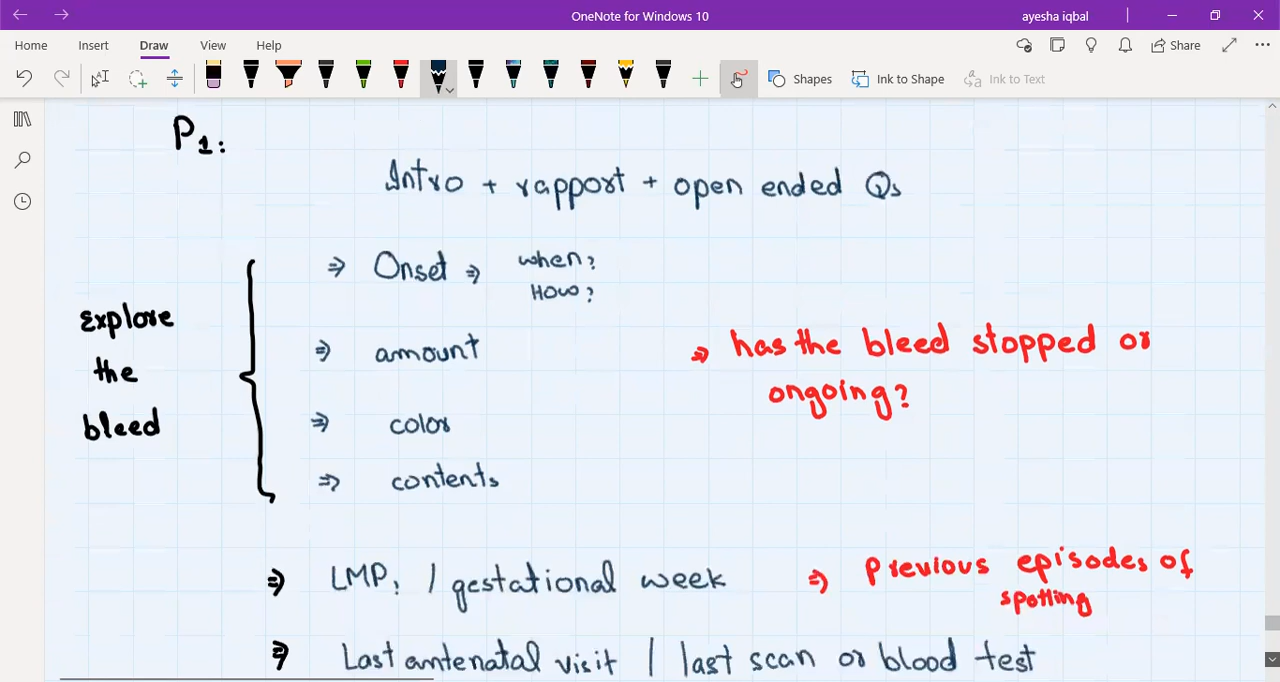 OneNote for Windows 10
ayesha iqbal
Home Insert Draw View Help
Share
Shapes Ink to Shape Ink to Text
P1:
Intro + rapport + open ended Qs
⇒ Onset ⇒ when?
How?
Explore
the
bleed
⇒ amount
⇒ has the bleed stopped or
ongoing?
⇒ color
⇒ contents
⇒ LMP? / gestational week
⇒ Previous episodes of
spotting
⇒ Last antenatal visit / last scan or blood test